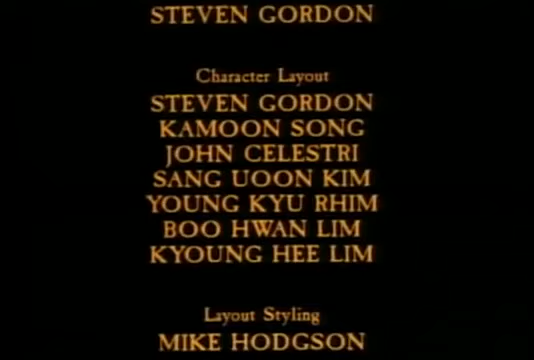 STEVEN GORDON
Character Layout
STEVEN GORDON
KAMOON SONG
JOHN CELESTRI
SANG UOON KIM
YOUNG KYU RHIM
BOO HWAN LIM
KYOUNG HEE LIM
Layout Styling
MIKE HODGSON